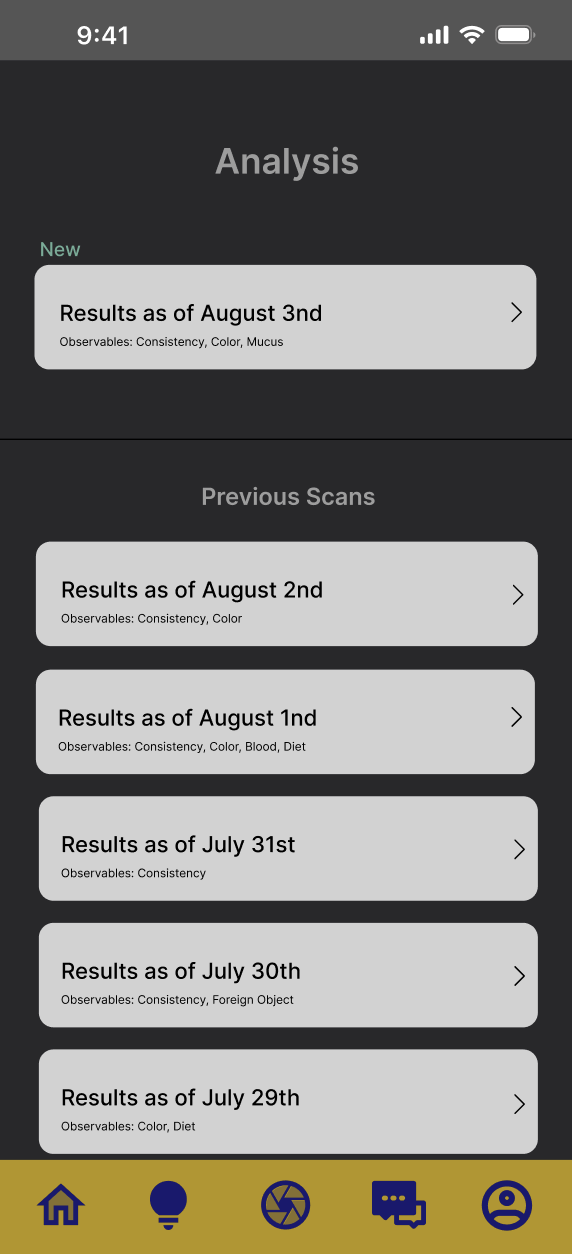 9:41
Analysis
New
Results as of August 3nd
Observables: Consistency, Color, Mucus
Previous Scans
Results as of August 2nd
Observables: Consistency, Color
Results as of August 1nd
Observables: Consistency, Color, Blood, Diet
Results as of July 31st
Observables: Consistency
Results as of July 30th
Observables: Consistency, Foreign Object
Results as of July 29th
Observables: Color, Diet